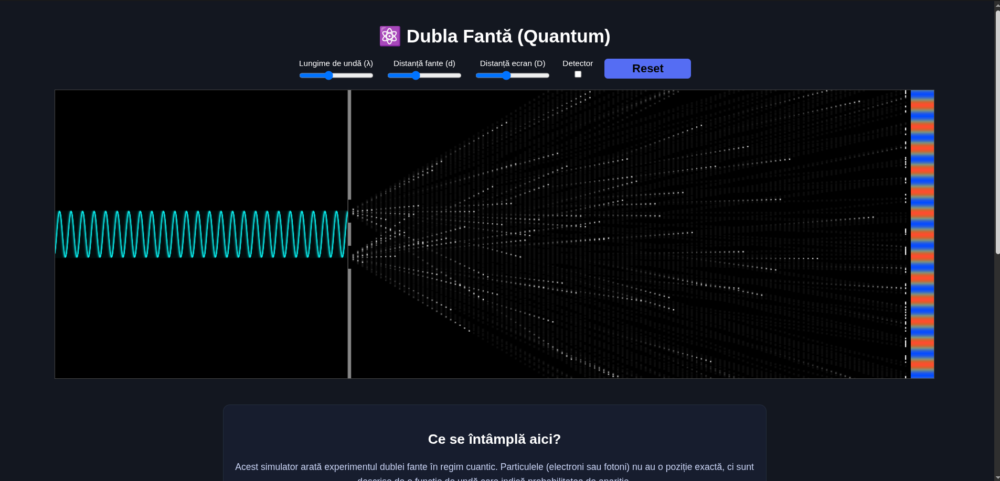 ⚛️ Dubla Fantă (Quantum)
Lungime de undă (λ)
Distanță fante (d)
Distanță ecran (D)
Detector
Reset
Ce se întâmplă aici?
Acest simulator arată experimentul dublei fante în regim cuantic. Particulele (electroni sau fotoni) nu au o poziție exactă, ci sunt
descrise de o funcție de undă care indică probabilitatea de apariție.